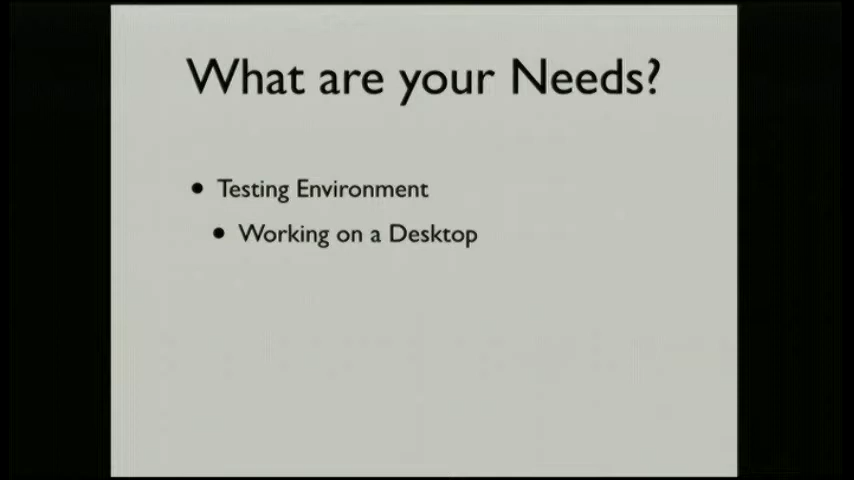 What are your Needs?
• Testing Environment
• Working on a Desktop